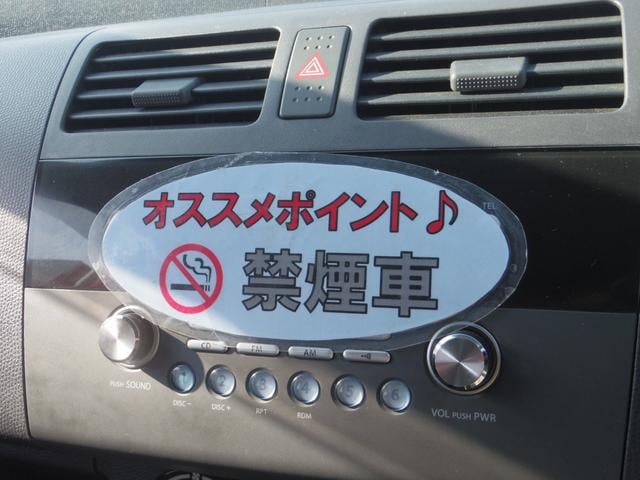 オススメポイント♪
TEL
禁煙車
CD FM AM
PUSH SOUND
1 2 3 4 5 6
DISC− DISC+ RPT RDM
VOL PUSH PWR